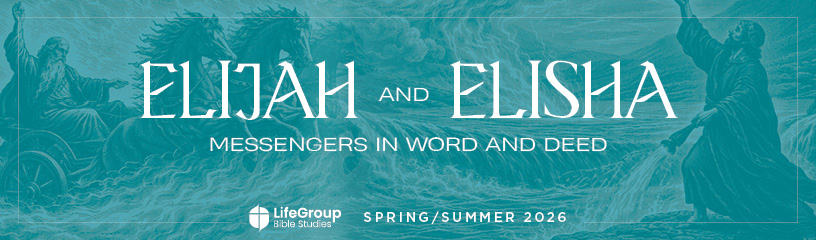 ELIJAH AND ELISHA
MESSENGERS IN WORD AND DEED
LifeGroup
Bible Studies
SPRING/SUMMER 2026